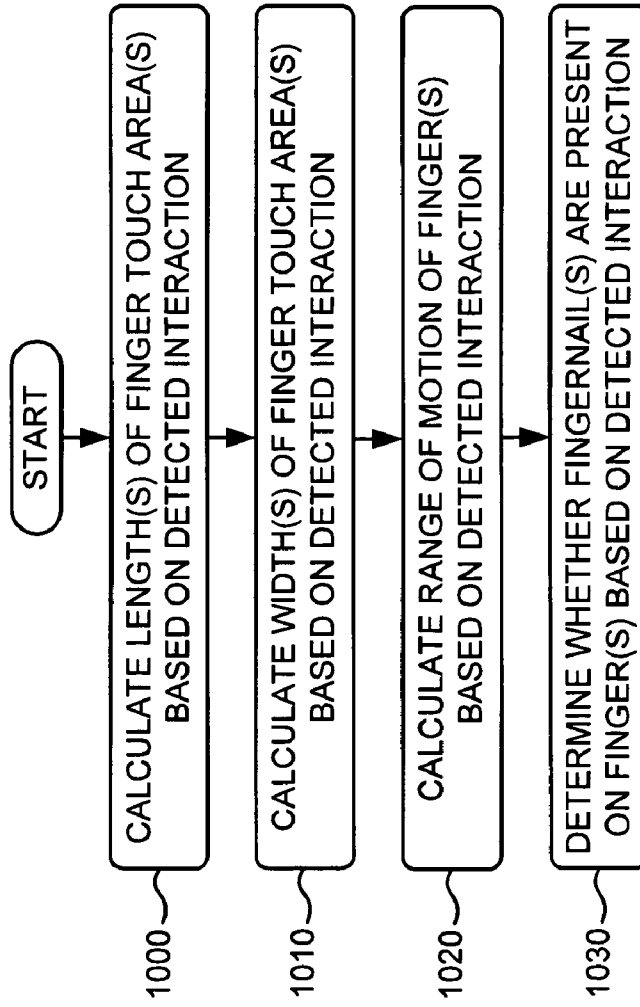 START
1000
CALCULATE LENGTH(S) OF FINGER TOUCH AREA(S)
BASED ON DETECTED INTERACTION
1010
CALCULATE WIDTH(S) OF FINGER TOUCH AREA(S)
BASED ON DETECTED INTERACTION
1020
CALCULATE RANGE OF MOTION OF FINGER(S)
BASED ON DETECTED INTERACTION
1030
DETERMINE WHETHER FINGERNAIL(S) ARE PRESENT
ON FINGER(S) BASED ON DETECTED INTERACTION